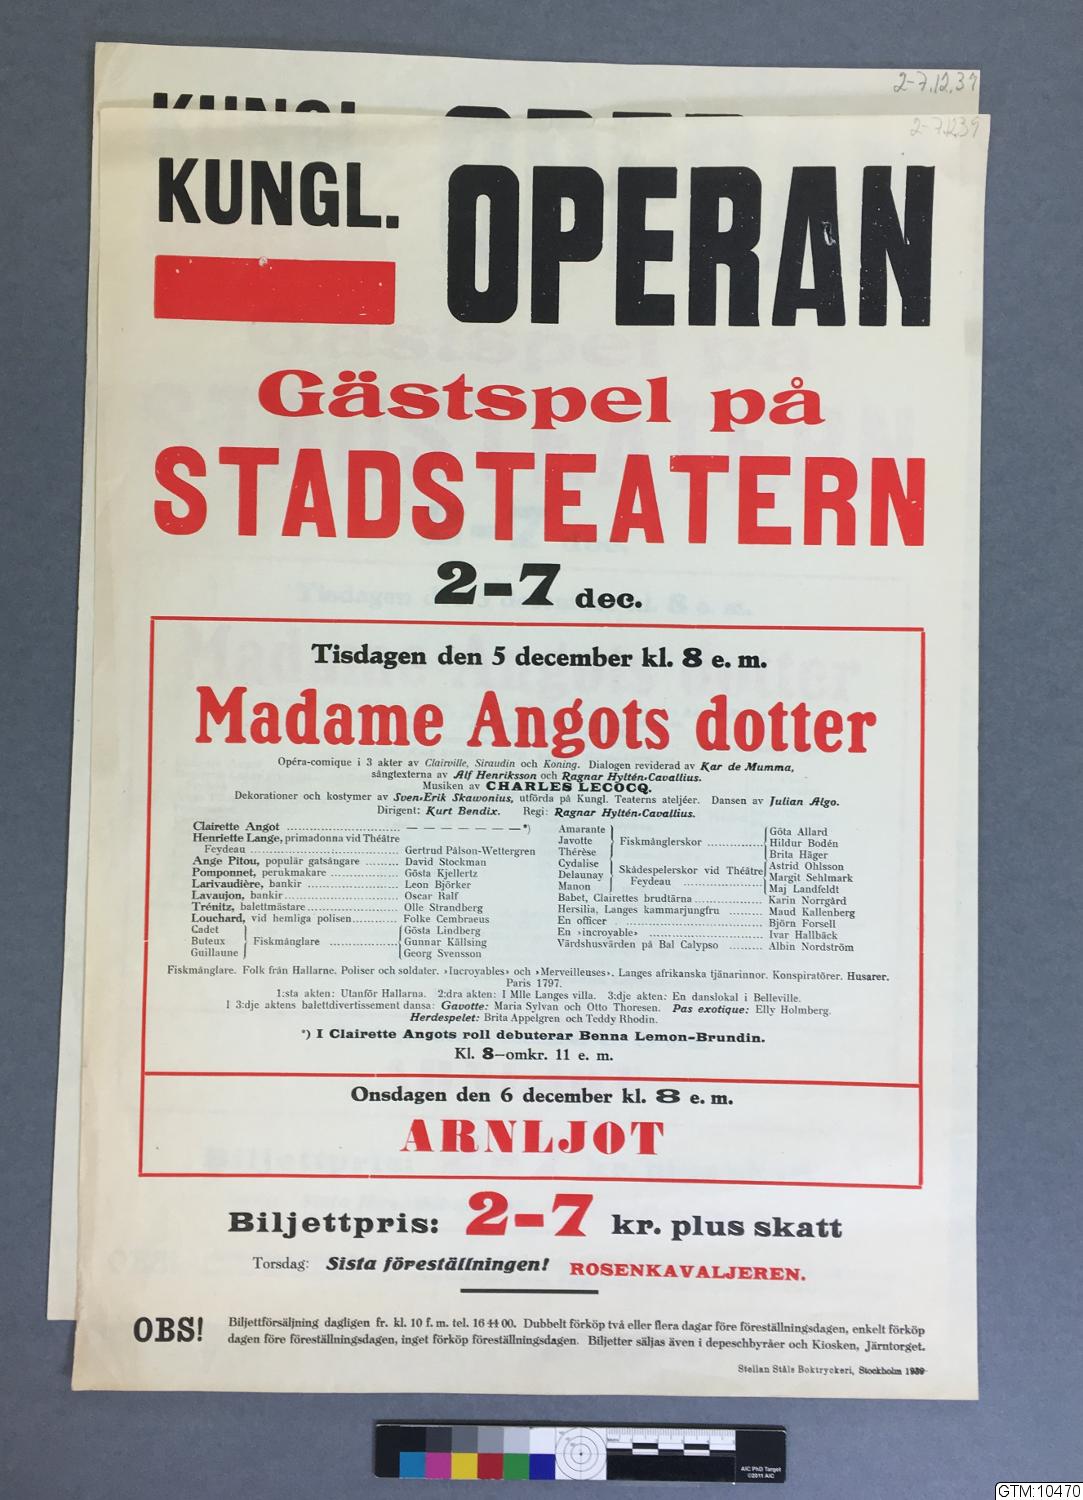 2-7.12.39
2-7.12.39
KUNGL. OPERAN
Gästspel på
STADSTEATERN
2-7 dec.
Tisdagen den 5 december kl. 8 e. m.
Madame Angots dotter
Opéra-comique i 3 akter av Clairville, Siraudin och Koning. Dialogen reviderad av Kar de Mumma,
sångtexterna av Alf Henriksson och Ragnar Hyltén-Cavallius.
Musiken av CHARLES LECOCQ.
Dekorationer och kostymer av Sven-Erik Skawonius, utförda på Kungl. Teaterns ateljéer. Dansen av Julian Algo.
Dirigent: Kurt Bendix. Regi: Ragnar Hyltén-Cavallius.
Clairette Angot — — — — — — —*)
Henriette Lange, primadonna vid Théâtre
Feydeau Gertrud Pålson-Wettergren
Ange Pitou, populär gatsångare David Stockman
Pomponnet, perukmakare Gösta Kjellertz
Larivaudière, bankir Leon Björker
Lavaujon, bankir Oscar Ralf
Trénitz, balettmästare Olle Strandberg
Louchard, vid hemliga polisen Folke Cembraeus
Cadet Gösta Lindberg
Buteux Fiskmånglare Gunnar Källsing
Guillaune Georg Svensson
Amarante Göta Allard
Javotte Fiskmånglerskor Hildur Bodén
Thérèse Brita Häger
Cydalise Astrid Ohlsson
Delaunay Skådespelerskor vid Théâtre Feydeau Margit Sehlmark
Manon Maj Landfeldt
Babet, Clairettes brudtärna Karin Norrgård
Hersilia, Langes kammarjungfru Maud Kallenberg
En officer Björn Forsell
En »incroyable» Ivar Hallbäck
Värdshusvärden på Bal Calypso Albin Nordström
Fiskmånglare. Folk från Hallarne. Poliser och soldater. »Incroyables» och »Merveilleuses». Langes afrikanska tjänarinnor. Konspiratörer. Husarer.
Paris 1797.
1:sta akten: Utanför Hallarna. 2:dra akten: I Mlle Langes villa. 3:dje akten: En danslokal i Belleville.
I 3:dje aktens balettdivertissement dansa: Gavotte: Maria Sylvan och Otto Thoresen. Pas exotique: Elly Holmberg.
Herdespelet: Brita Appelgren och Teddy Rhodin.
*) I Clairette Angots roll debuterar Benna Lemon-Brundin.
Kl. 8—omkr. 11 e. m.
Onsdagen den 6 december kl. 8 e. m.
ARNLJOT
Biljettpris: 2-7 kr. plus skatt
Torsdag: Sista föreställningen! ROSENKAVALJEREN.
OBS! Biljettförsäljning dagligen fr. kl. 10 f. m. tel. 16 44 00. Dubbelt förköp två eller flera dagar före föreställningsdagen, enkelt förköp
dagen före föreställningsdagen, inget förköp föreställningsdagen. Biljetter säljas även i depeschbyråer och Kiosken, Järntorget.
Stellan Ståls Boktryckeri, Stockholm 1939
AIC PhD Target
©2011 AIC
GTM:10470